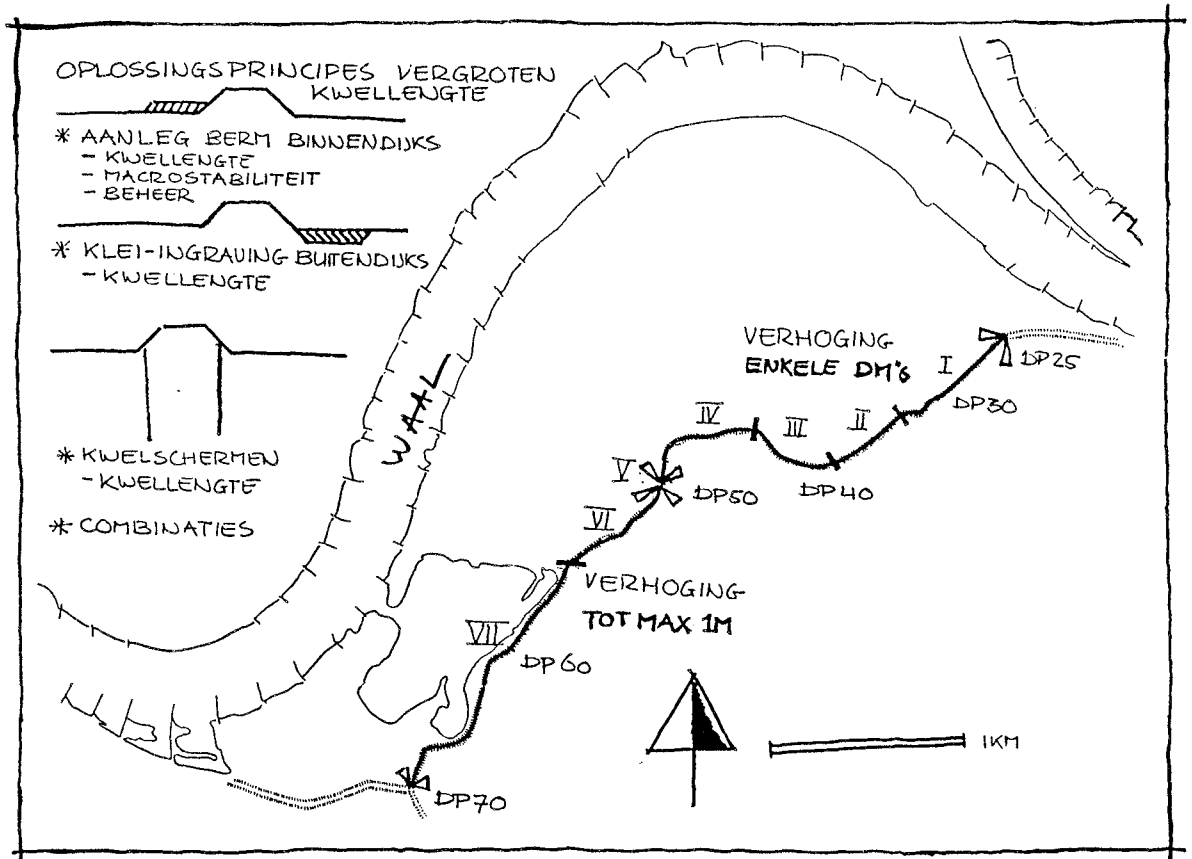 OPLOSSINGSPRINCIPES VERGROTEN
KWELLENGTE
* AANLEG BERM BINNENDIJKS
- KWELLENGTE
- MACROSTABILITEIT
- BEHEER
* KLEI-INGRAVING BUITENDIJKS
- KWELLENGTE
* KWELSCHERMEN
- KWELLENGTE
* COMBINATIES
WAAL
VERHOGING
ENKELE DM's
I
DP25
DP30
II
III
IV
DP40
V
DP50
VI
VERHOGING
TOT MAX 1M
VII
DP60
DP70
1KM